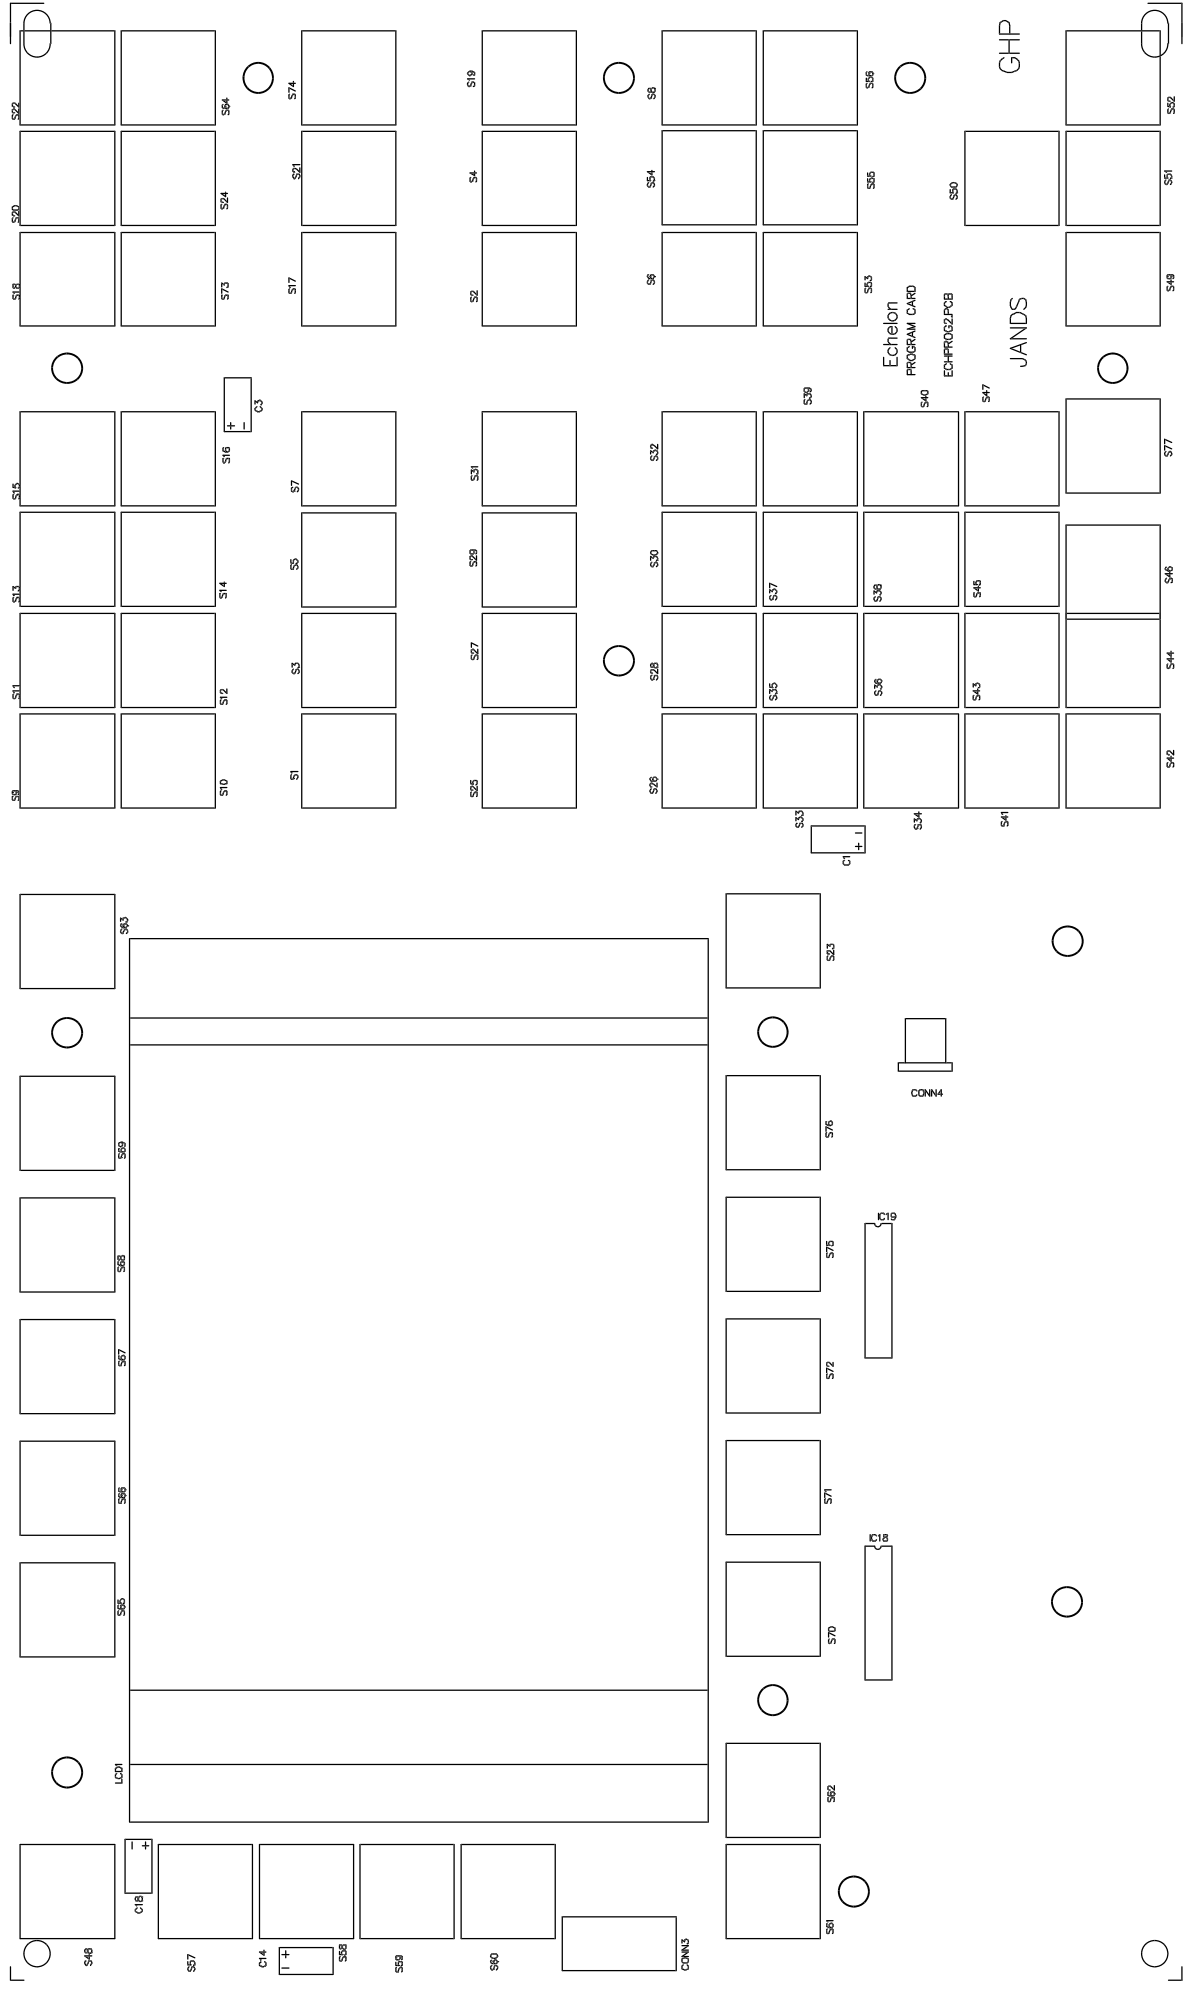 GHP
S22
S64
S74
S19
S8
S56
S52
S20
S24
S21
S4
S54
S55
S50
S51
S18
S73
S17
S2
S6
S53
S49
Echelon
PROGRAM CARD
ECHPROG2.PCB
JANDS
C3
+ -
S39
S40
S47
S15
S16
S7
S31
S32
S77
S13
S14
S5
S29
S30
S37
S38
S45
S46
S11
S12
S3
S27
S28
S35
S36
S43
S44
S9
S10
S1
S25
S26
S33
S34
S41
S42
C1
+ -
S63
S23
CONN4
S69
S76
IC19
S68
S75
S67
S72
S66
S71
IC18
S65
S70
LCD1
S62
- +
C18
S61
S48
S57
C14
- +
S58
S59
S60
CONN3